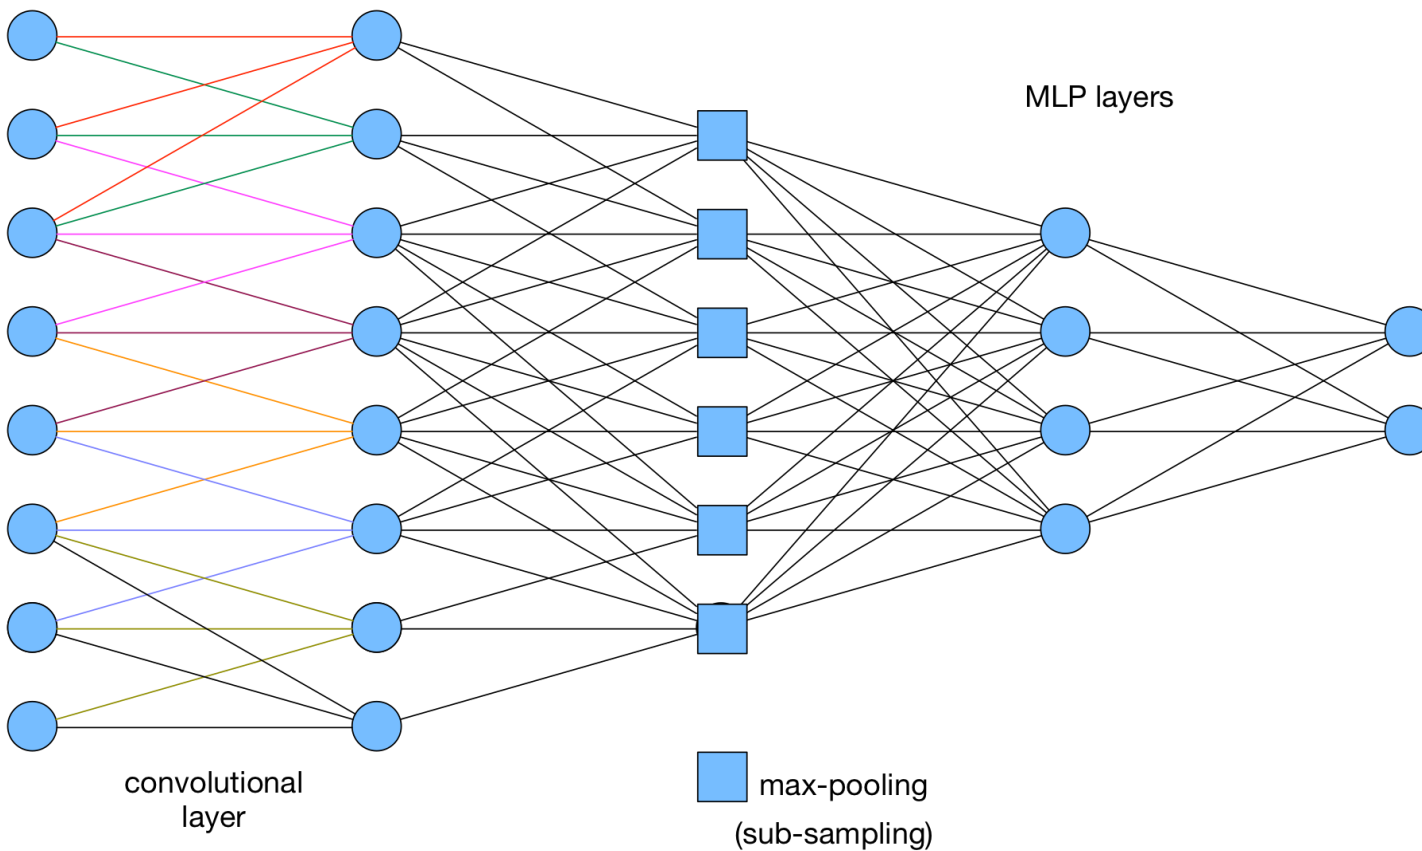 MLP layers
convolutional
layer
max-pooling
(sub-sampling)